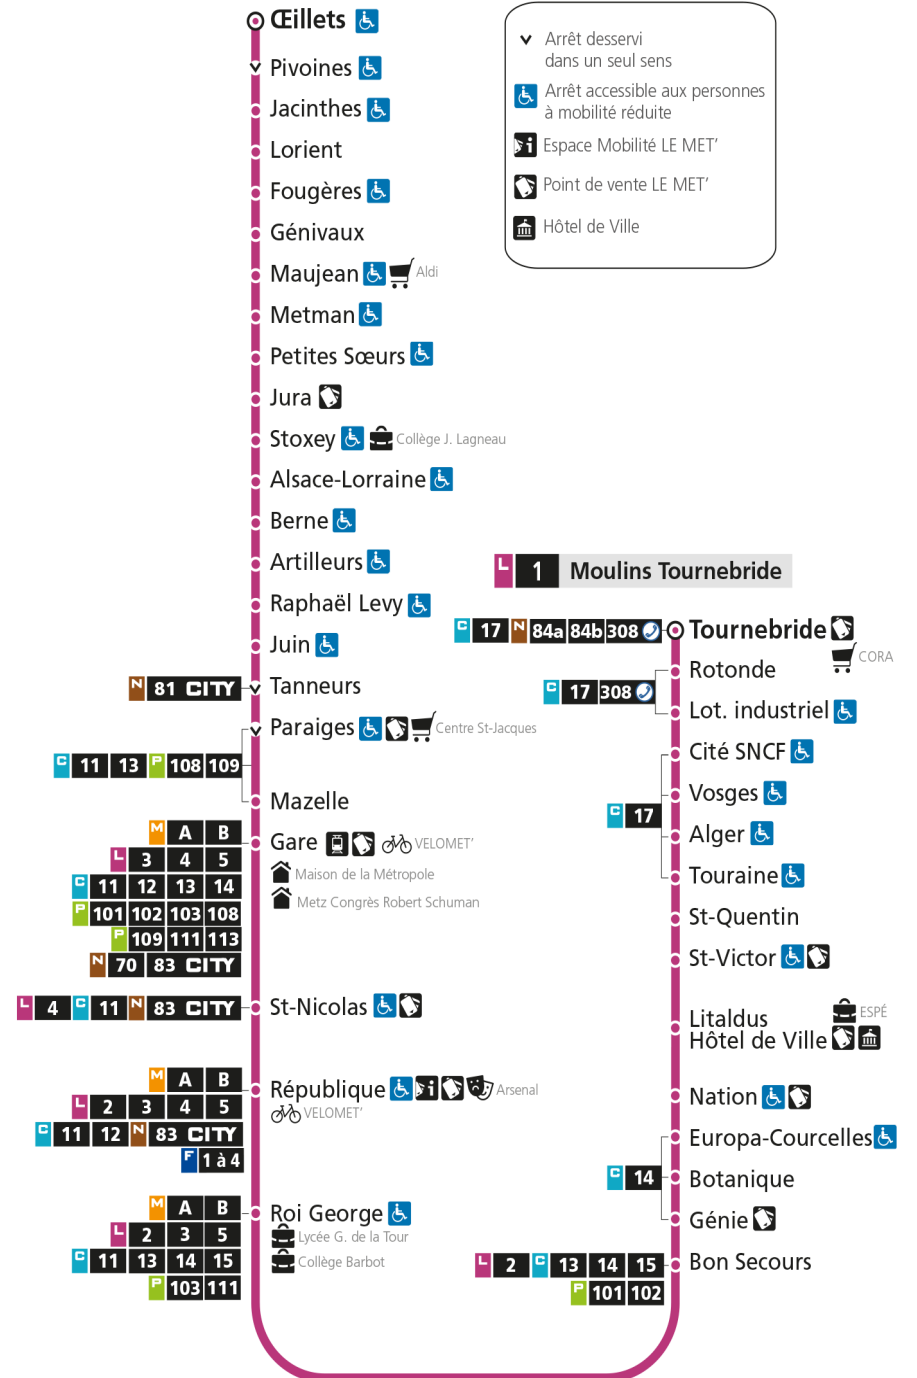 Œillets
Pivoines
Jacinthes
Lorient
Fougères
Génivaux
Maujean Aldi
Metman
Petites Sœurs
Jura
Stoxey Collège J. Lagneau
Alsace-Lorraine
Berne
Artilleurs
Raphaël Levy
Juin
N 81 CITY Tanneurs
Paraiges Centre St-Jacques
C 11 13 P 108 109
Mazelle
M A B
Gare VELOMET’
L 3 4 5
Maison de la Métropole
C 11 12 13 14
Metz Congrès Robert Schuman
P 101 102 103 108
P 109 111 113
N 70 83 CITY
L 4 C 11 N 83 CITY St-Nicolas
M A B
République Arsenal
L 2 3 4 5
VELOMET’
C 11 12 N 83 CITY
F 1 à 4
M A B
Roi George
L 2 3 5
Lycée G. de la Tour
C 11 13 14 15
Collège Barbot
P 103 111
Arrêt desservi
dans un seul sens
Arrêt accessible aux personnes
à mobilité réduite
Espace Mobilité LE MET’
Point de vente LE MET’
Hôtel de Ville
L 1 Moulins Tournebride
C 17 N 84a 84b 308 Tournebride
CORA
Rotonde
C 17 308
Lot. industriel
Cité SNCF
Vosges
C 17
Alger
Touraine
St-Quentin
St-Victor
Litaldus ESPÉ
Hôtel de Ville
Nation
Europa-Courcelles
C 14 Botanique
Génie
L 2 C 13 14 15 Bon Secours
P 101 102